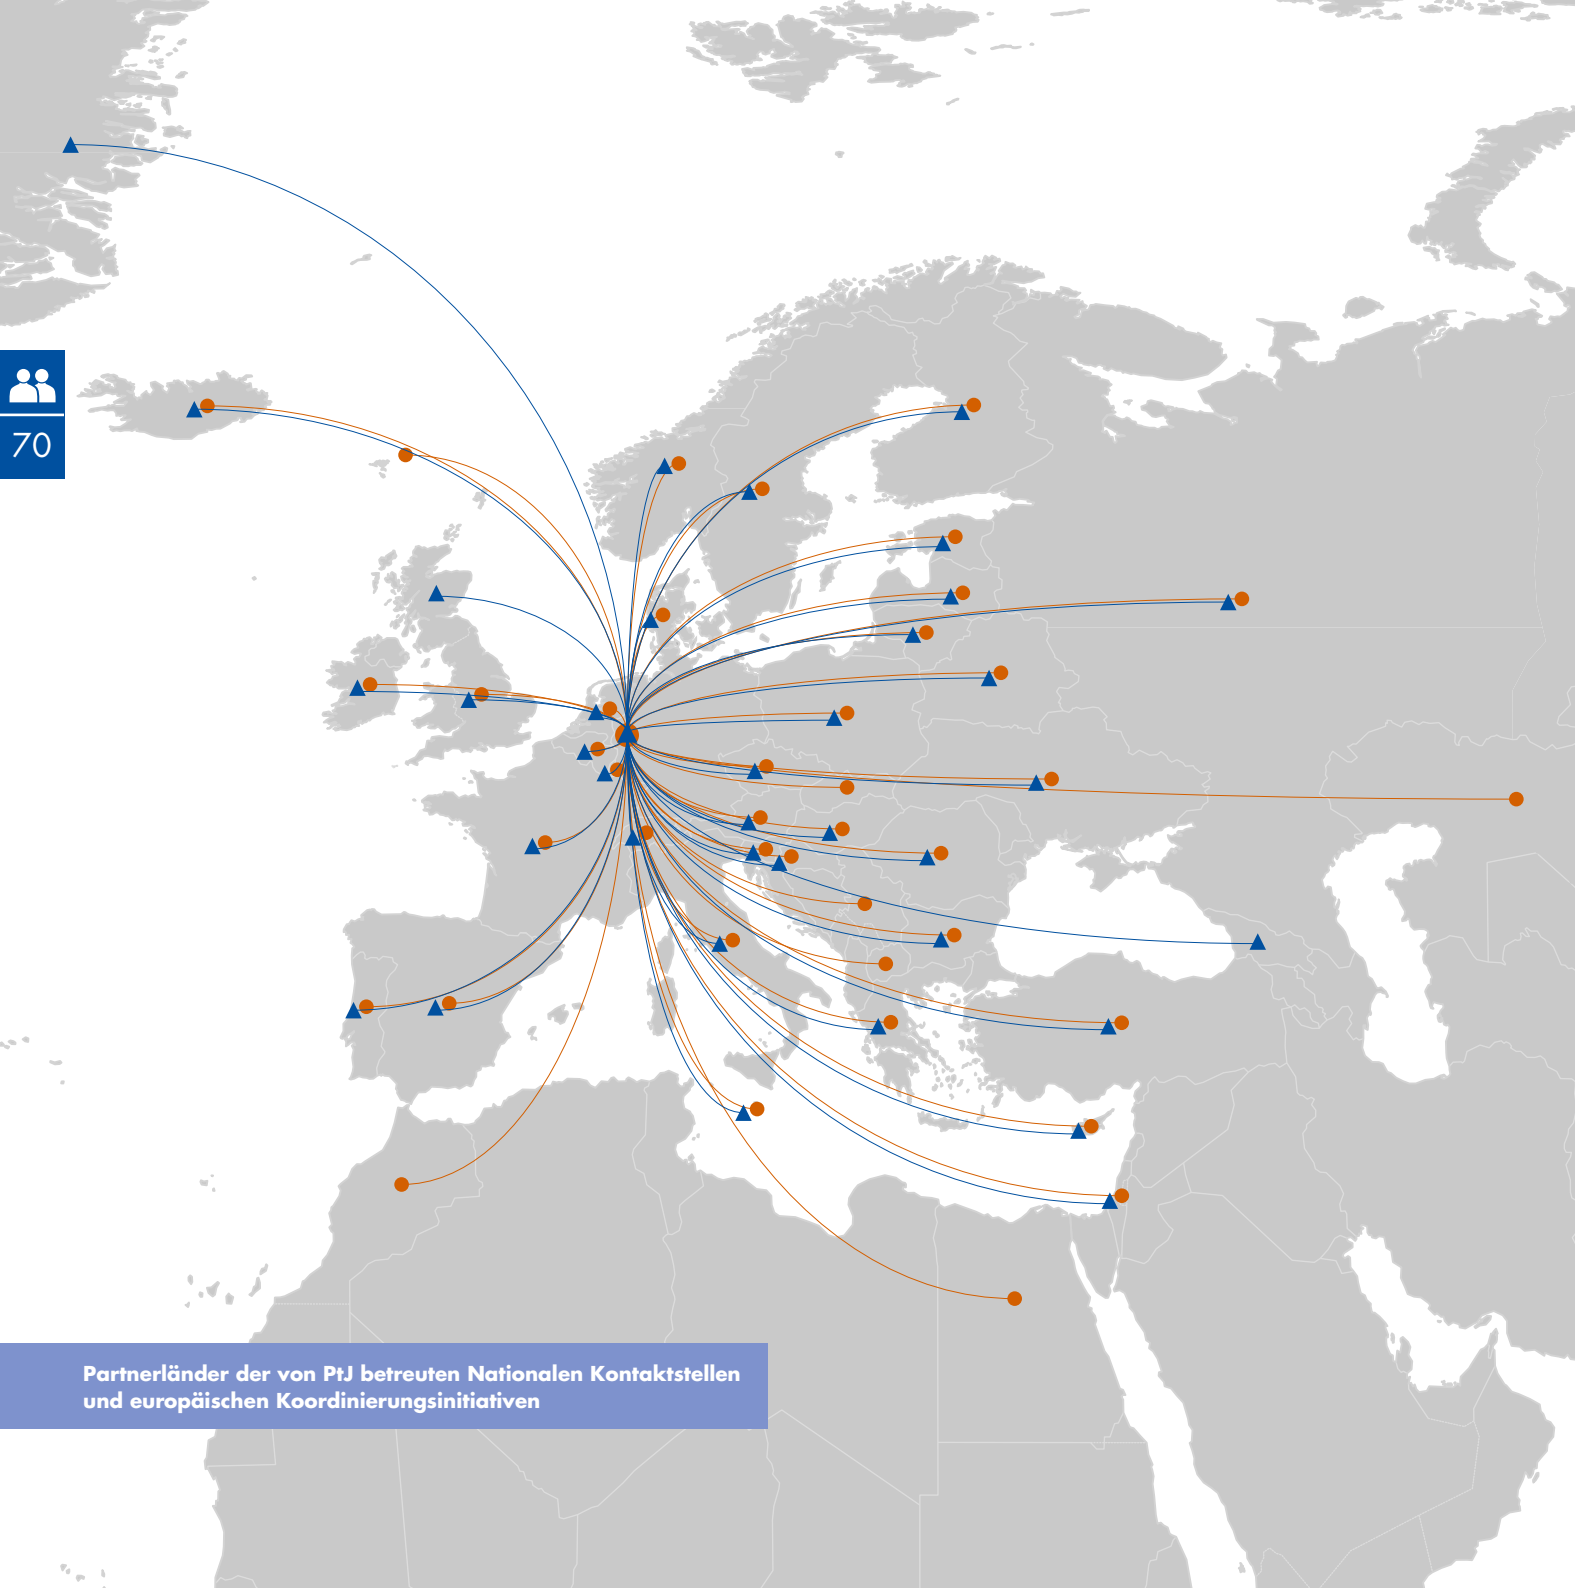 70
Partnerländer der von PtJ betreuten Nationalen Kontaktstellen
und europäischen Koordinierungsinitiativen